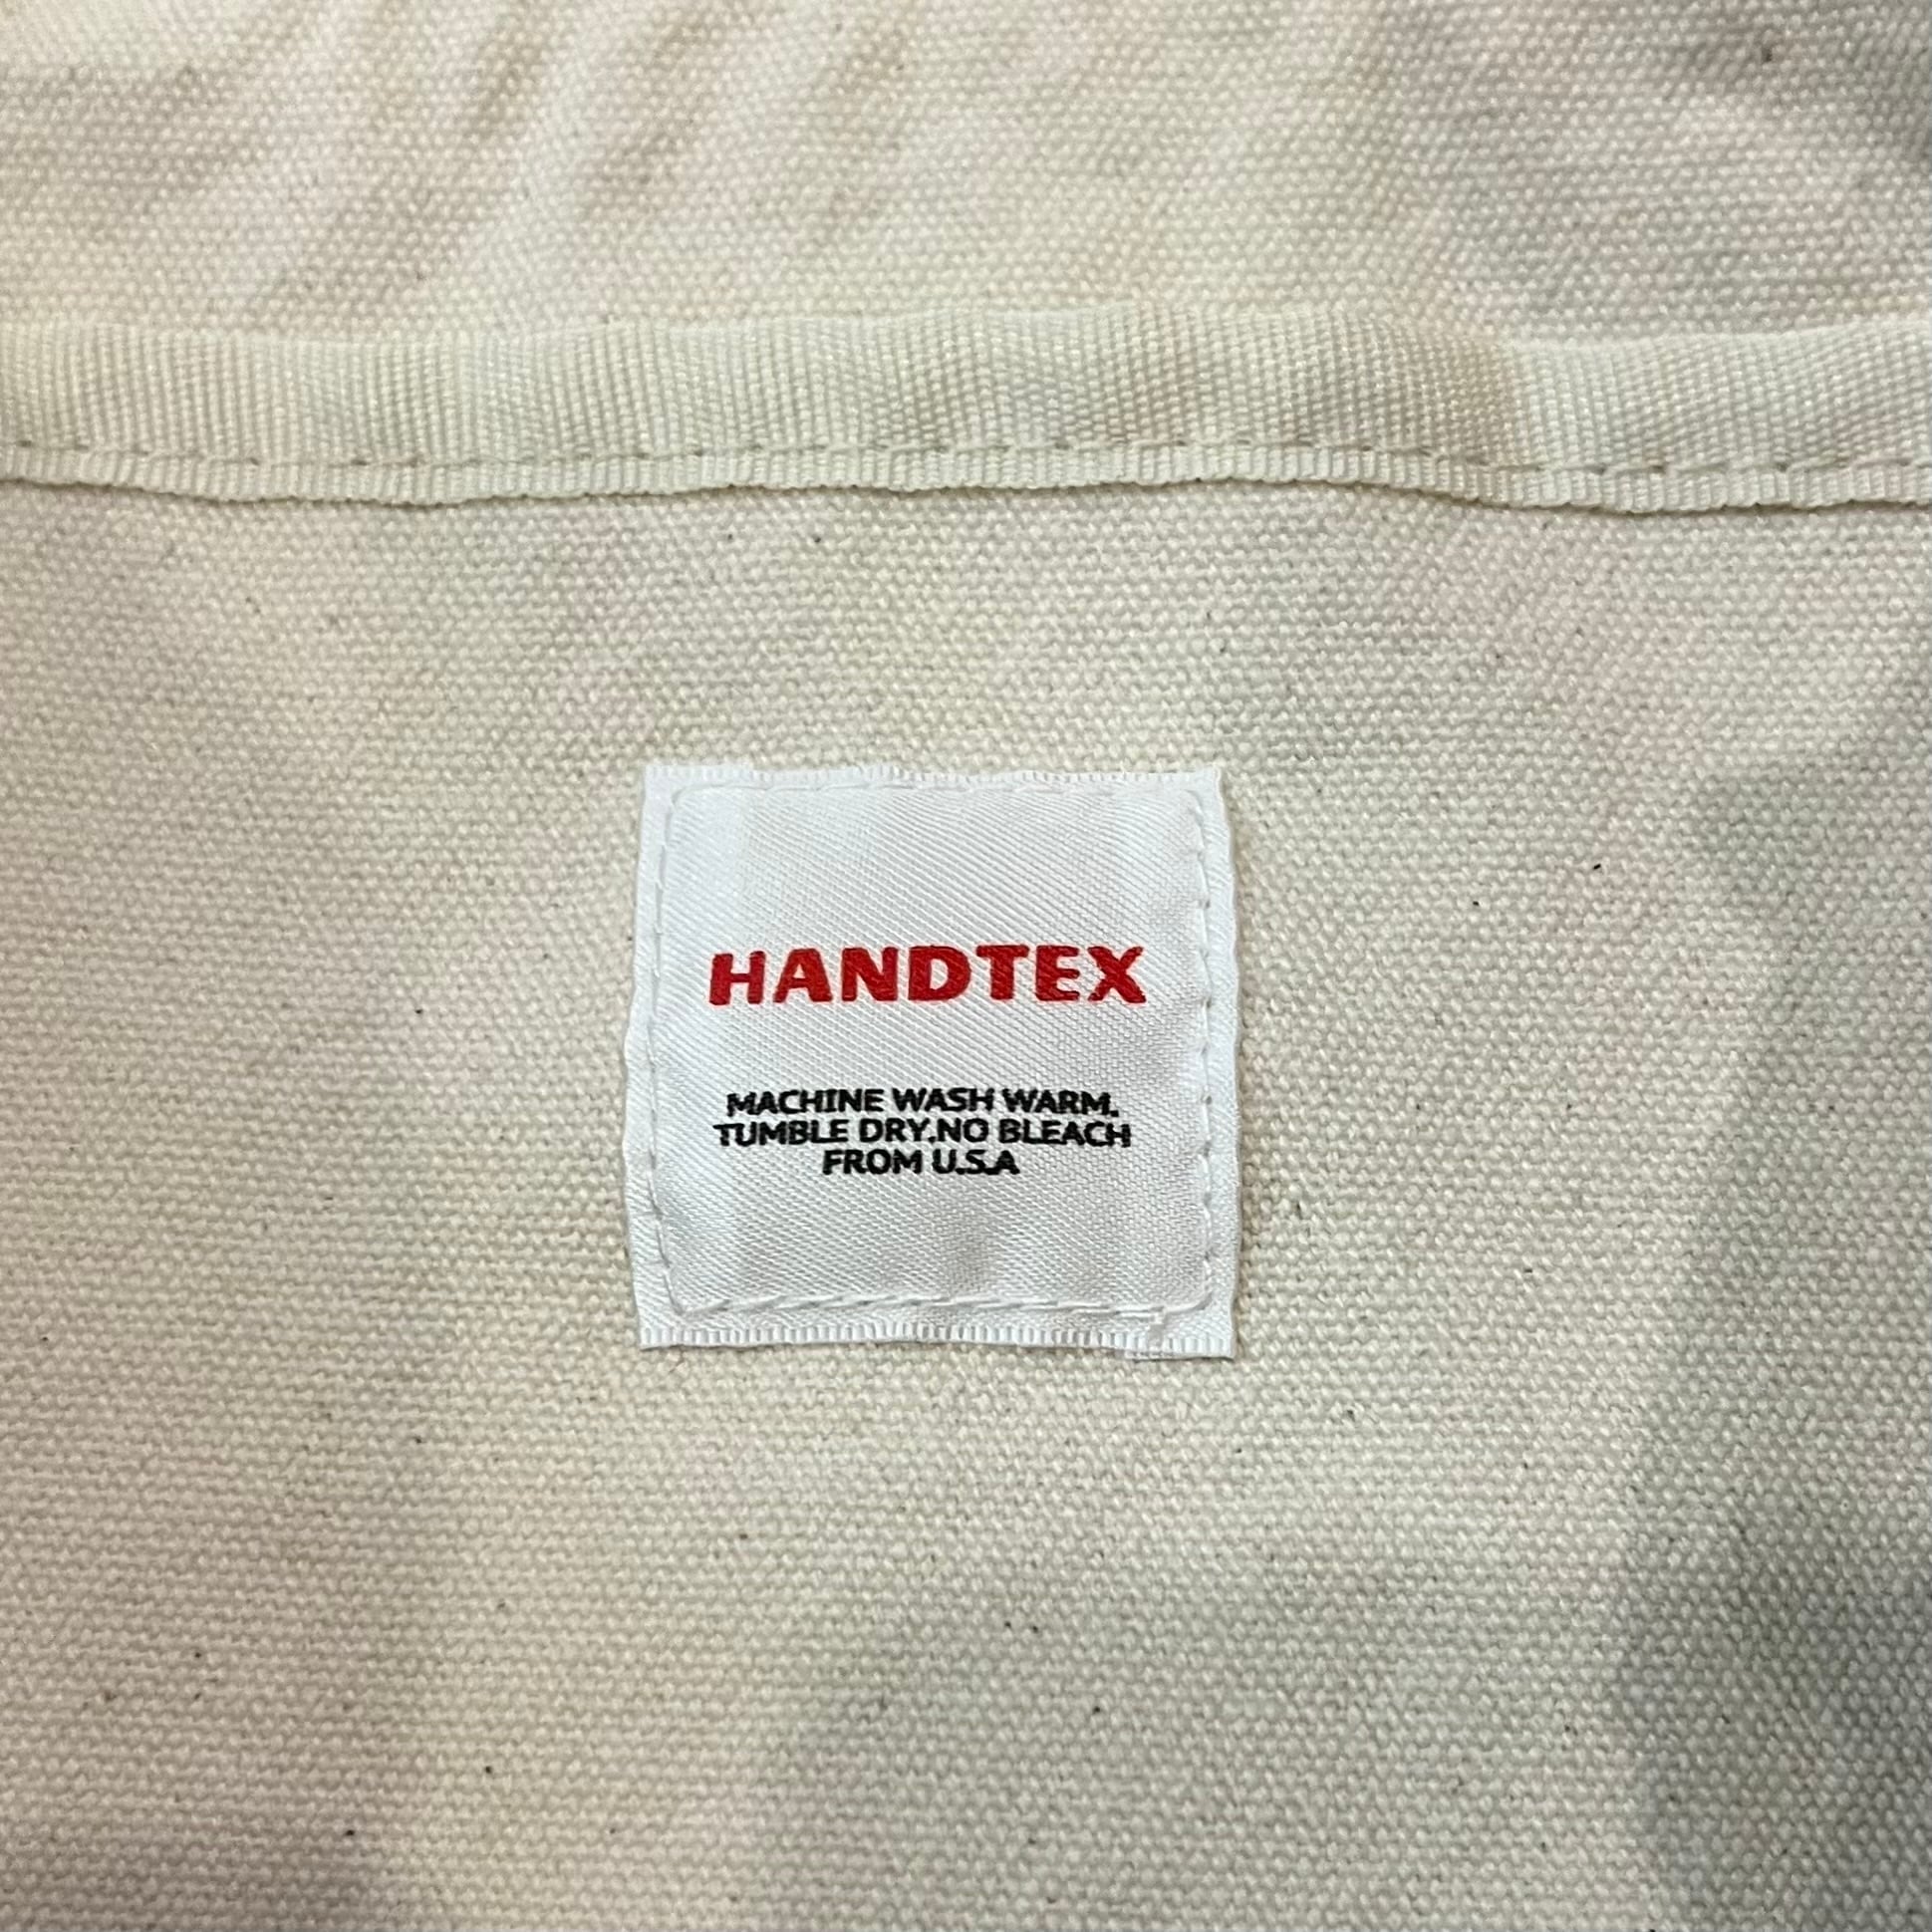 HANDTEX
MACHINE WASH WARM.
TUMBLE DRY.NO BLEACH
FROM U.S.A